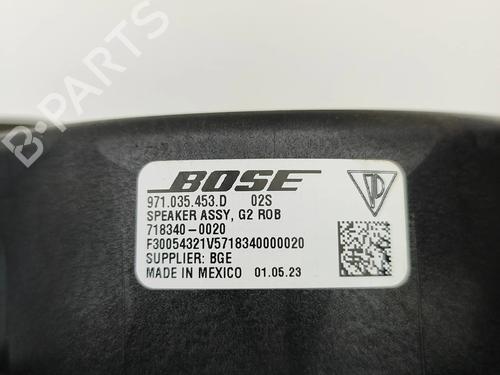 BOSE
971.035.453.D 02S
SPEAKER ASSY, G2 ROB
718340-0020
F30054321V5718340000020
SUPPLIER: BGE
MADE IN MEXICO 01.05.23